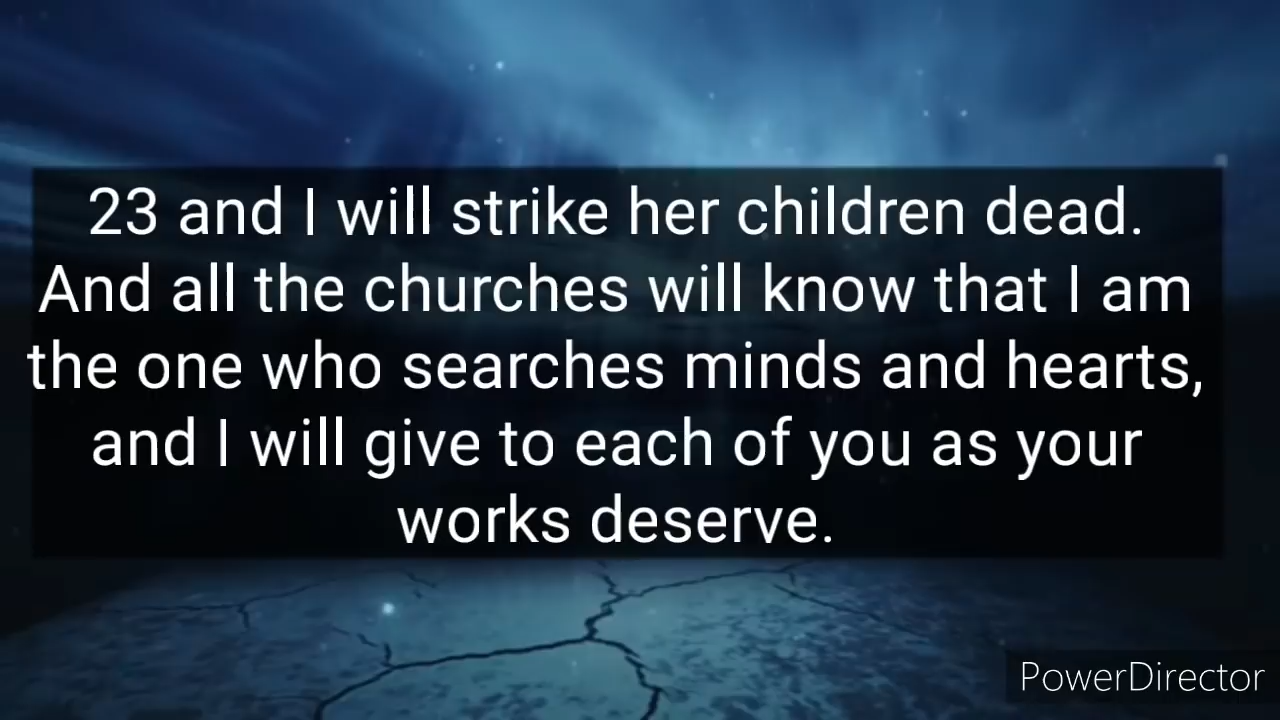 23 and I will strike her children dead.
And all the churches will know that I am
the one who searches minds and hearts,
and I will give to each of you as your
works deserve.
PowerDirector